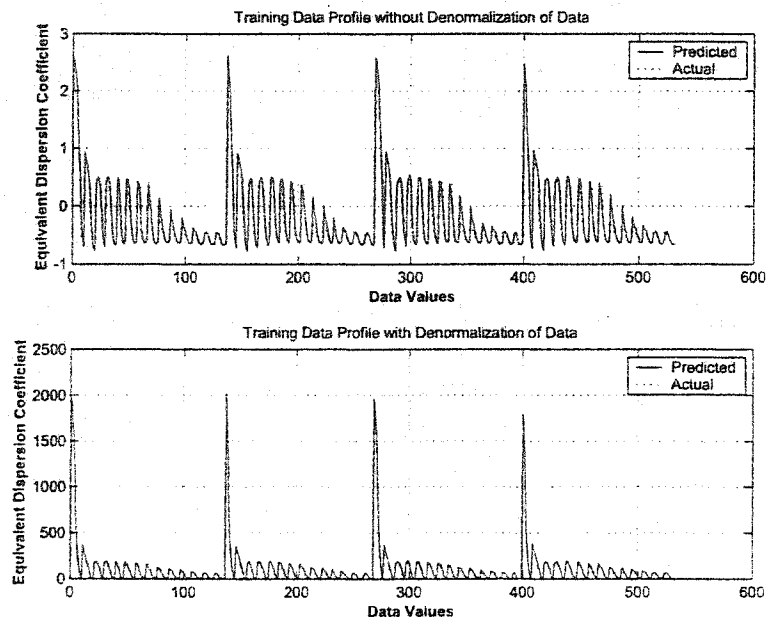 Training Data Profile without Denormalization of Data
Equivalent Dispersion Coefficient
3
2
1
0
-1
Predicted
Actual
0 100 200 300 400 500 600
Data Values
Training Data Profile with Denormalization of Data
Equivalent Dispersion Coefficient
2500
2000
1500
1000
500
0
Predicted
Actual
0 100 200 300 400 500 600
Data Values